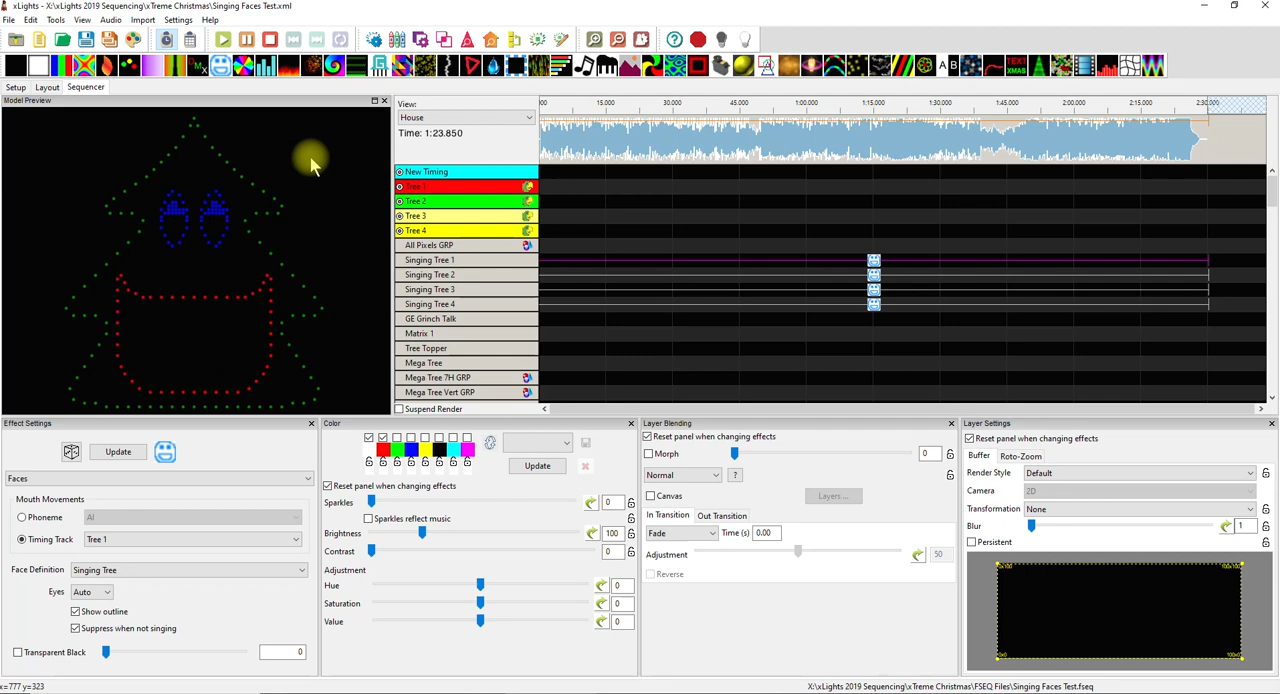 xLights - X:\xLights 2019 Sequencing\xTreme Christmas\Singing Faces Test.xml
File Edit Tools View Audio Import Settings Help
Setup Layout Sequencer
Model Preview
View:
House
Time: 1:23.850
:00 15.000 30.000 45.000 1:00.000 1:15.000 1:30.000 1:45.000 2:00.000 2:15.000 2:30.000
New Timing
Tree 1
Tree 2
Tree 3
Tree 4
All Pixels GRP
Singing Tree 1
Singing Tree 2
Singing Tree 3
Singing Tree 4
GE Grinch Talk
Matrix 1
Tree Topper
Mega Tree
Mega Tree 7H GRP
Mega Tree Vert GRP
Suspend Render
Effect Settings
Update
Faces
Mouth Movements
Phoneme AI
Timing Track Tree 1
Face Definition Singing Tree
Eyes Auto
Show outline
Suppress when not singing
Transparent Black 0
Color
Update
Reset panel when changing effects
Sparkles 0
Sparkles reflect music
Brightness 100
Contrast 0
Adjustment
Hue 0
Saturation 0
Value 0
Layer Blending
Reset panel when changing effects
Morph 0
Normal ?
Canvas Layers ...
In Transition Out Transition
Fade Time (s) 0.00
Adjustment 50
Reverse
Layer Settings
Reset panel when changing effects
Buffer Roto-Zoom
Render Style Default
Camera 2D
Transformation None
Blur 1
Persistent
0x100 100x100
0x0 100x0
x=777 y=323 X:\xLights 2019 Sequencing\xTreme Christmas\FSEQ Files\Singing Faces Test.fseq